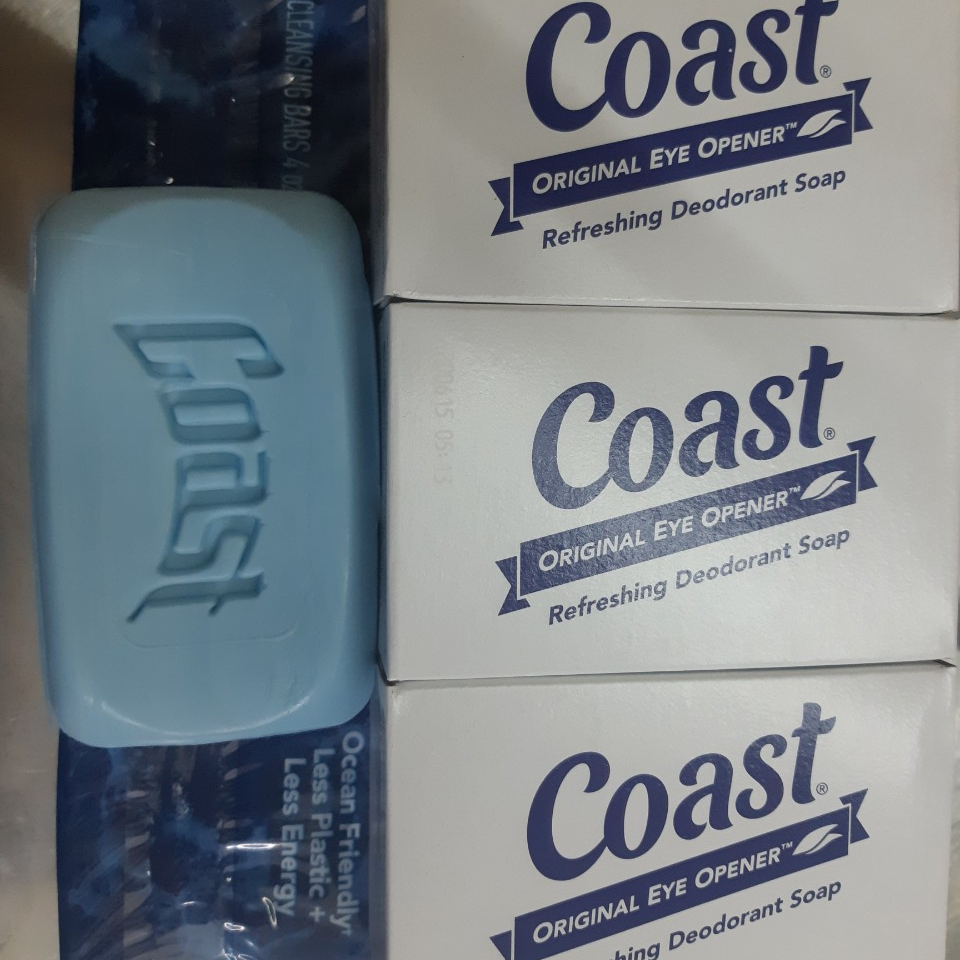 CLEANSING BARS 4 oz
Coast
Ocean Friendly
Less Plastic +
Less Energy
Coast®
ORIGINAL EYE OPENER™
Refreshing Deodorant Soap
Coast®
ORIGINAL EYE OPENER™
Refreshing Deodorant Soap
Coast®
ORIGINAL EYE OPENER™
Deodorant Soap